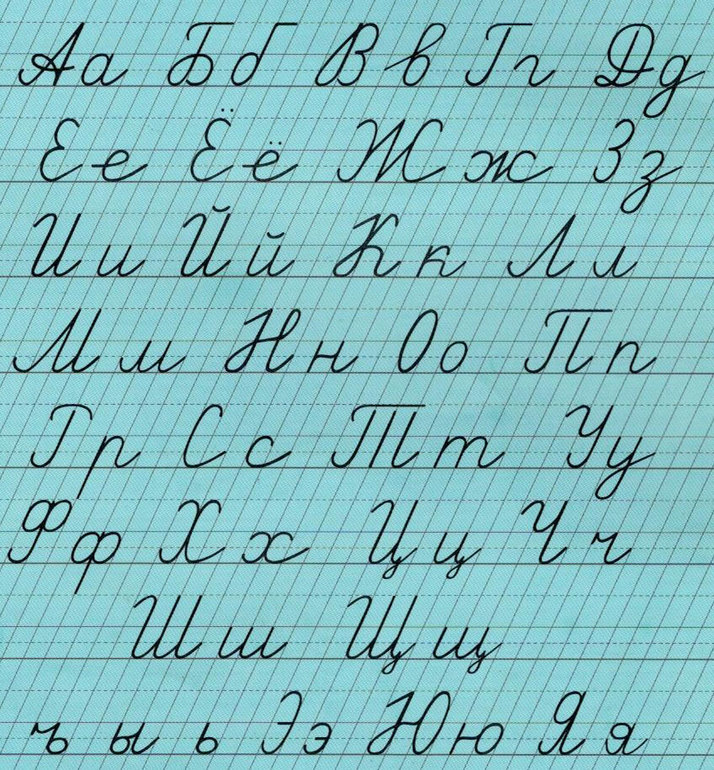 Аа Бб Вв Гг Дд
Ее Ёё Жж Зз
Ии Йй Кк Лл
Мм Нн Оо Пп
Рр Сс Тт Уу
Фф Хх Цц Чч
Шш Щщ
ъ ы ь Ээ Юю Яя